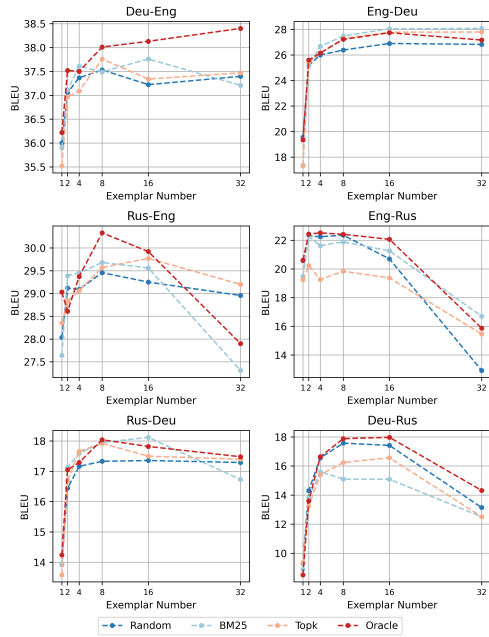 Deu-Eng
38.5
38.0
37.5
37.0
36.5
36.0
35.5
BLEU
1 2 4 8 16 32
Exemplar Number
Eng-Deu
28
26
24
22
20
18
BLEU
1 2 4 8 16 32
Exemplar Number
Rus-Eng
30.0
29.5
29.0
28.5
28.0
27.5
BLEU
1 2 4 8 16 32
Exemplar Number
Eng-Rus
22
20
18
16
14
BLEU
1 2 4 8 16 32
Exemplar Number
Rus-Deu
18
17
16
15
14
BLEU
1 2 4 8 16 32
Exemplar Number
Deu-Rus
18
16
14
12
10
BLEU
1 2 4 8 16 32
Exemplar Number
Random BM25 Topk Oracle